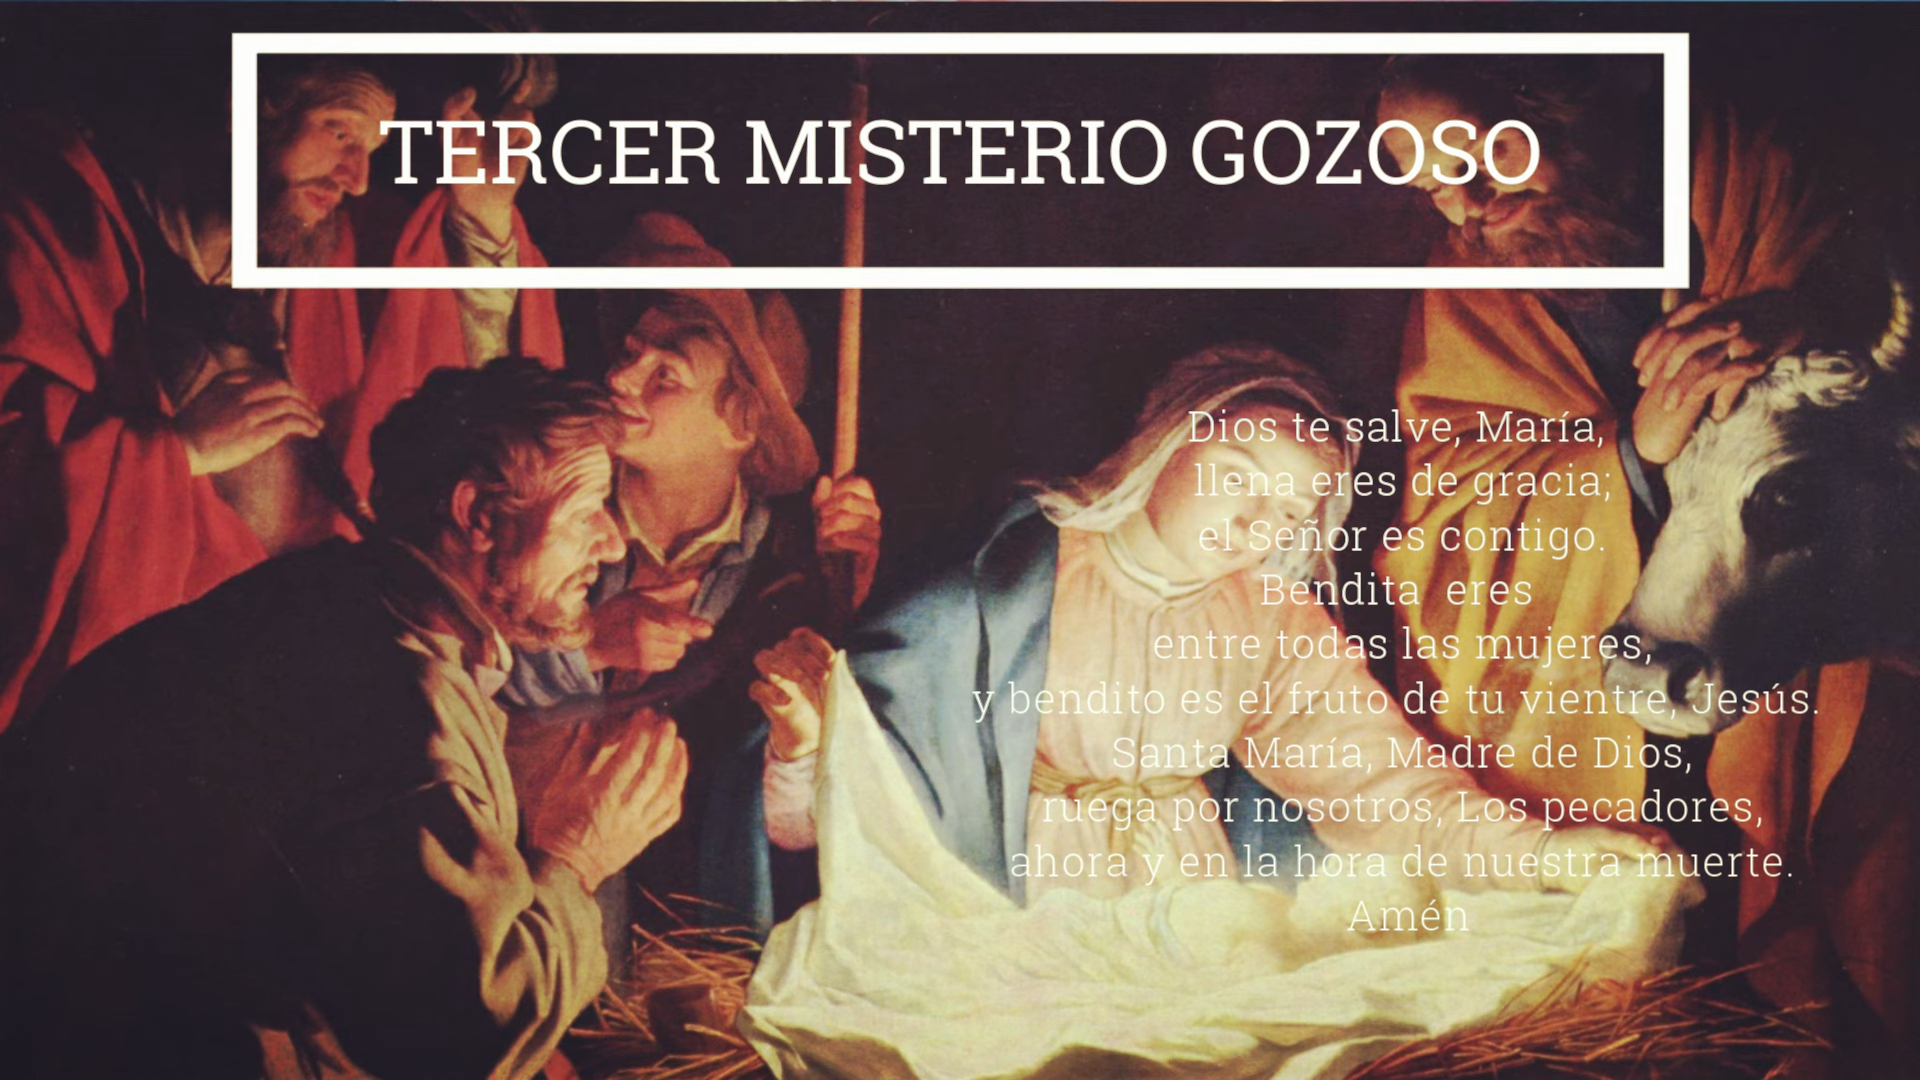 TERCER MISTERIO GOZOSO
Dios te salve, María,
llena eres de gracia;
el Señor es contigo.
Bendita  eres
entre todas las mujeres,
y bendito es el fruto de tu vientre, Jesús.
Santa María, Madre de Dios,
ruega por nosotros, Los pecadores,
ahora y en la hora de nuestra muerte.
Amén